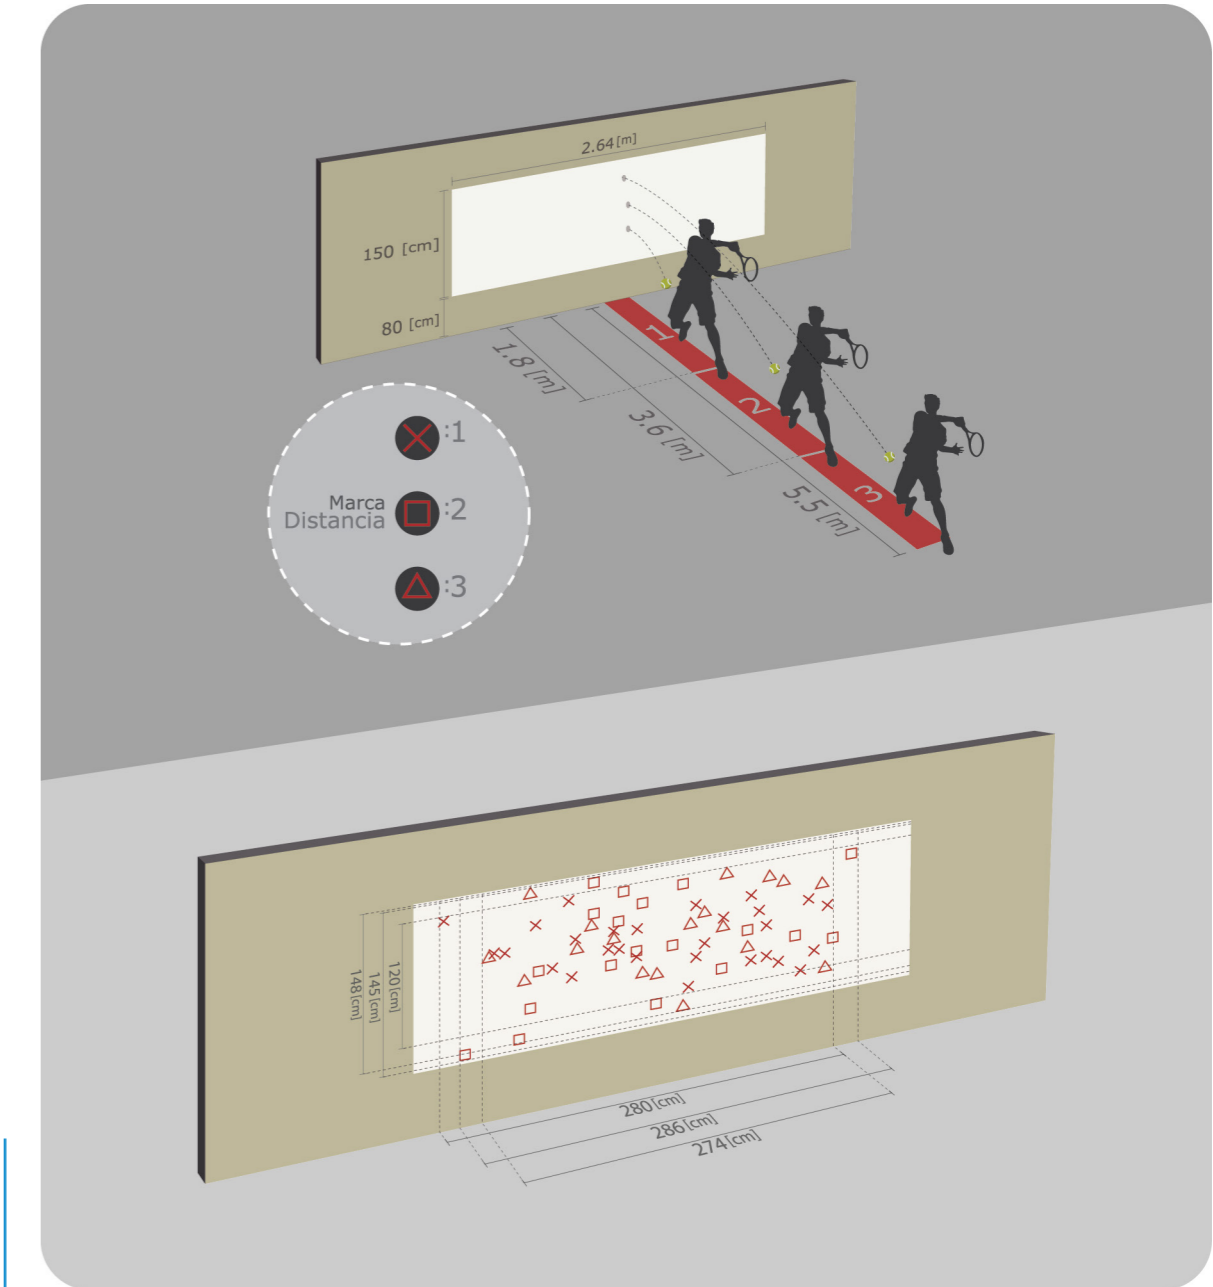 2.64 [m]
150 [cm]
80 [cm]
1
2
3
1.8 [m]
3.6 [m]
5.5 [m]
:1
Marca
Distancia
:2
:3
148[cm]
145[cm]
120[cm]
280[cm]
286[cm]
274[cm]